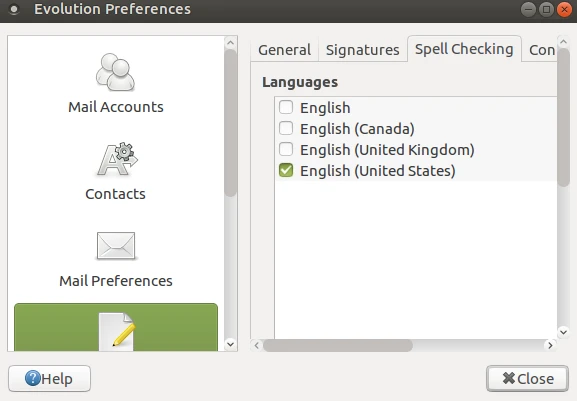 Evolution Preferences
Mail Accounts
Contacts
Mail Preferences
General
Signatures
Spell Checking
Con
Languages
English
English (Canada)
English (United Kingdom)
English (United States)
Help
Close